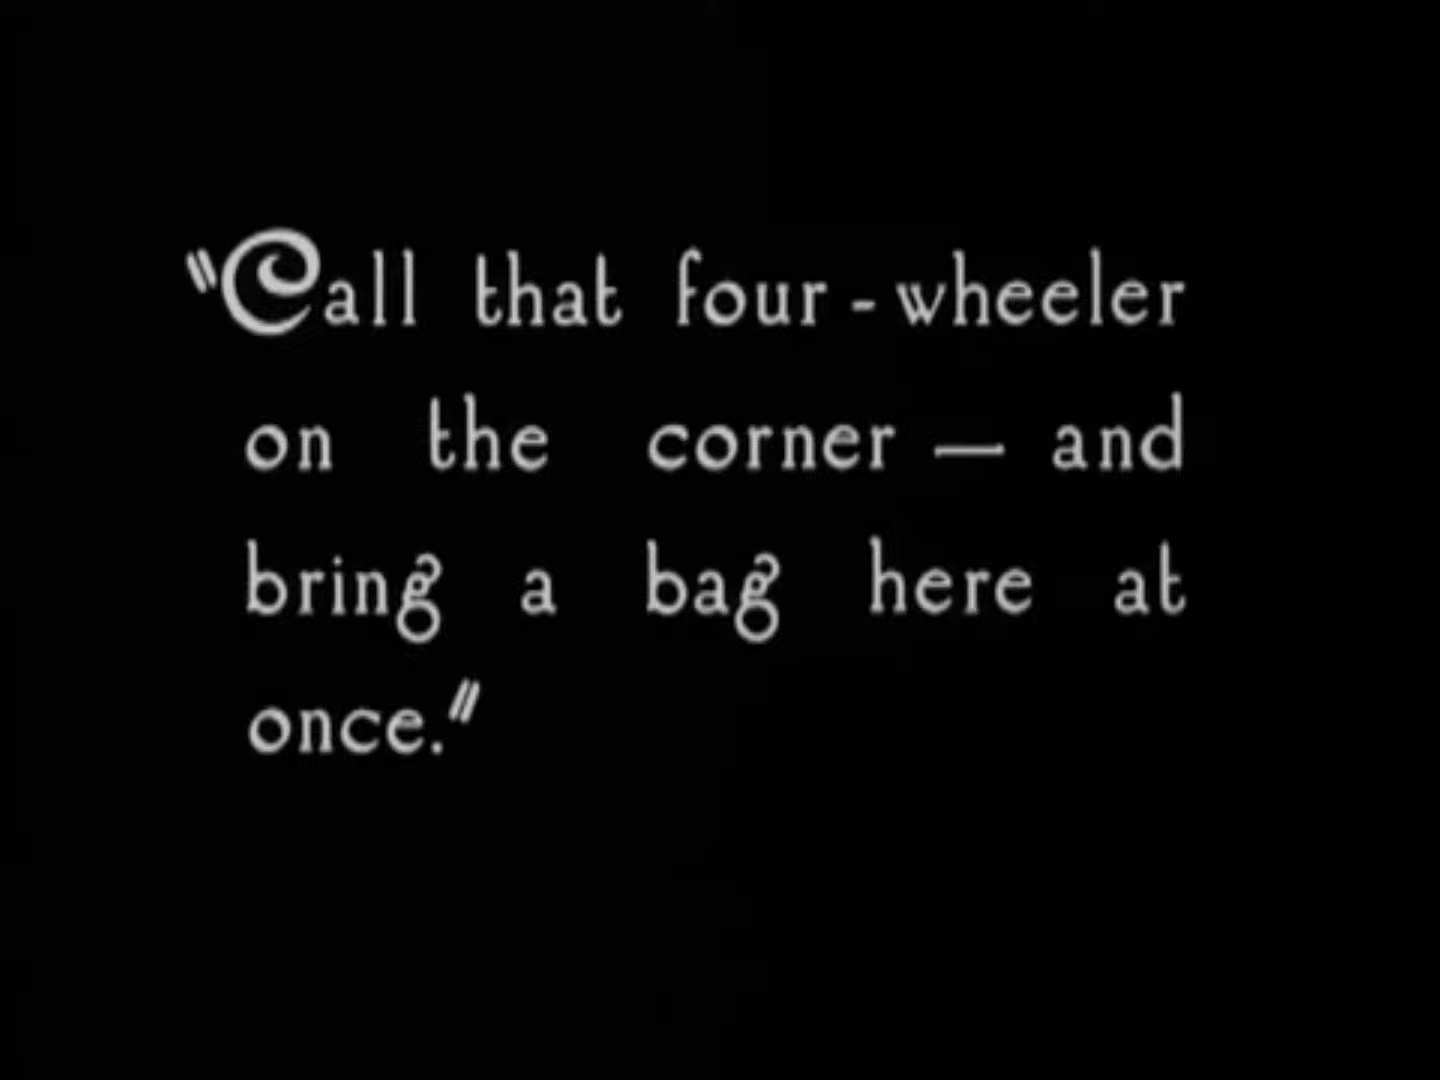 "Call that four-wheeler
on the corner — and
bring a bag here at
once."